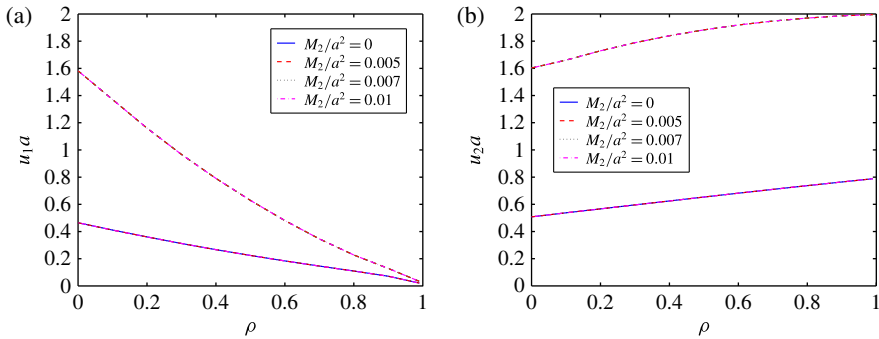 (a)
2
1.8
1.6
1.4
1.2
1
0.8
0.6
0.4
0.2
0
u₁a
M₂/a² = 0
M₂/a² = 0.005
M₂/a² = 0.007
M₂/a² = 0.01
0 0.2 0.4 0.6 0.8 1
ρ
(b)
2
1.8
1.6
1.4
1.2
1
0.8
0.6
0.4
0.2
0
u₂a
M₂/a² = 0
M₂/a² = 0.005
M₂/a² = 0.007
M₂/a² = 0.01
0 0.2 0.4 0.6 0.8 1
ρ